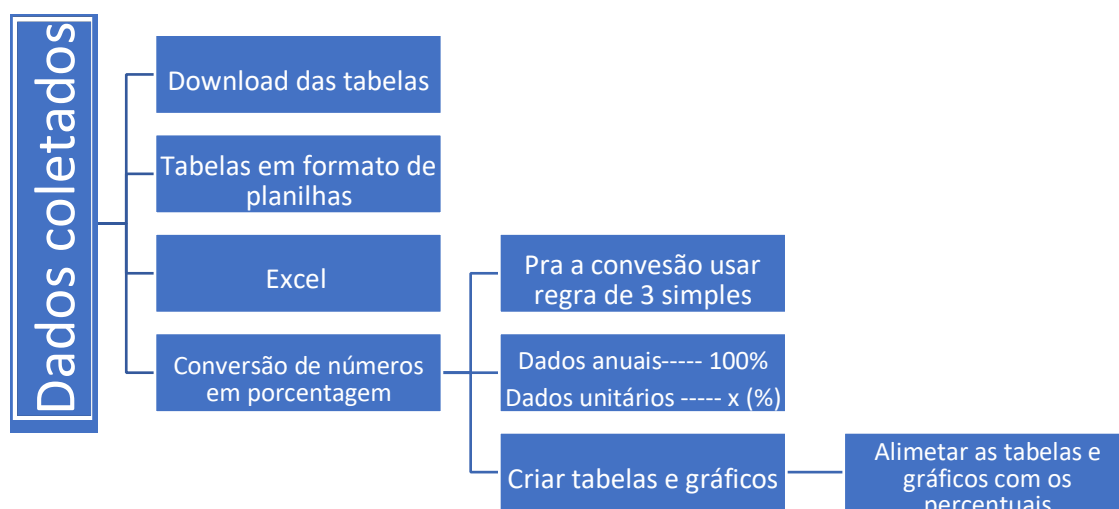 Dados coletados
Download das tabelas
Tabelas em formato de
planilhas
Excel
Conversão de números
em porcentagem
Pra a convesão usar
regra de 3 simples
Dados anuais----- 100%
Dados unitários ----- x (%)
Criar tabelas e gráficos
Alimetar as tabelas e
gráficos com os
percentuais